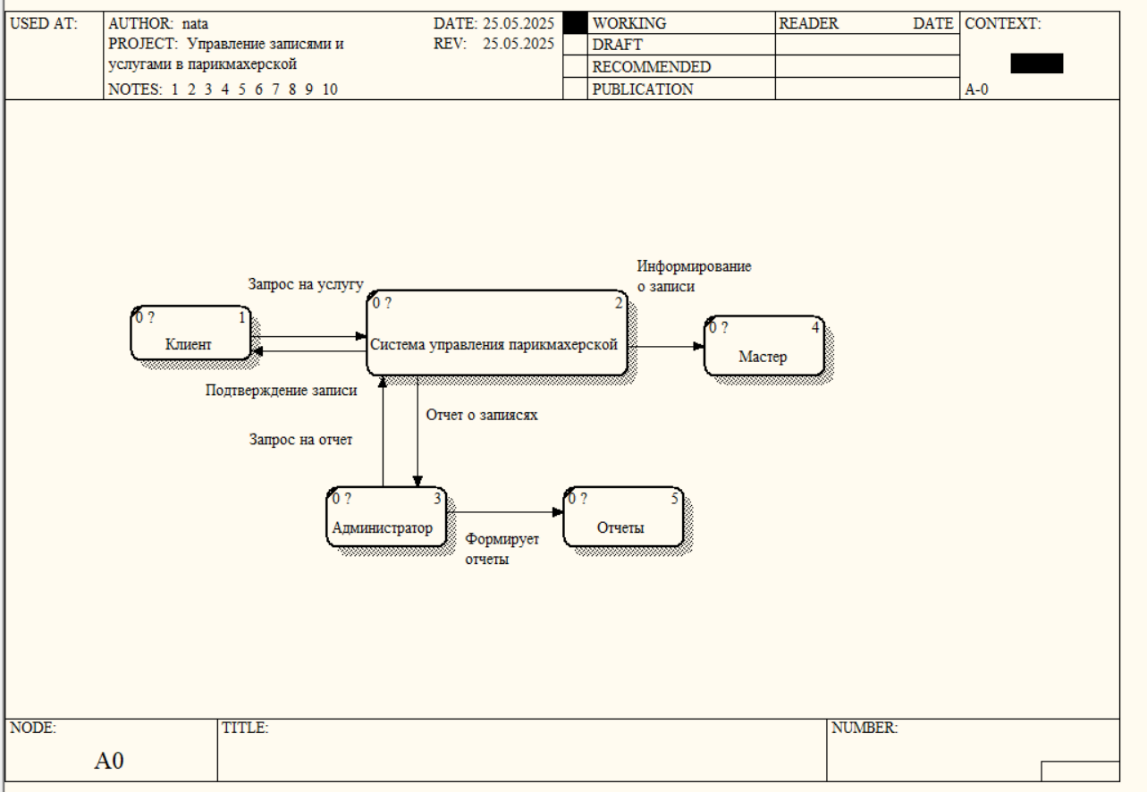 USED AT:
AUTHOR: nata
DATE: 25.05.2025
PROJECT: Управление записями и
услугами в парикмахерской
REV: 25.05.2025
NOTES: 1 2 3 4 5 6 7 8 9 10
WORKING
DRAFT
RECOMMENDED
PUBLICATION
READER DATE
CONTEXT:
A-0
Запрос на услугу
Информирование
о записи
0 ? 1
Клиент
0 ? 2
Система управления парикмахерской
0 ? 4
Мастер
Подтверждение записи
Отчет о запиясях
Запрос на отчет
0 ? 3
Администратор
0 ? 5
Отчеты
Формирует
отчеты
NODE:
A0
TITLE:
NUMBER: